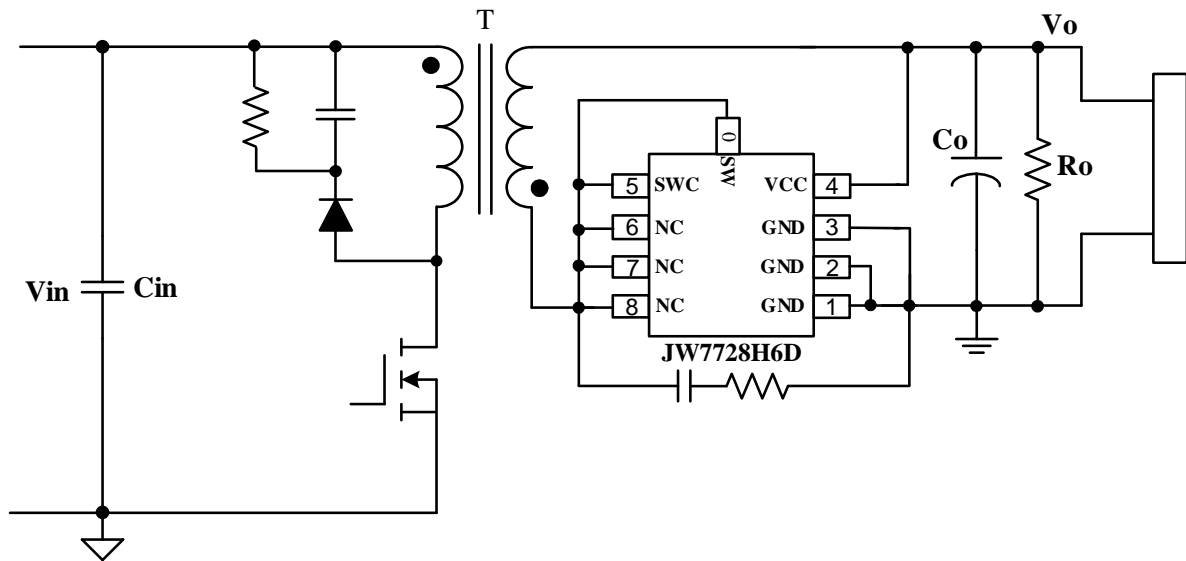 T
Vo
0
SW
5 SWC VCC 4
6 NC GND 3
7 NC GND 2
8 NC GND 1
JW7728H6D
Co
Ro
Vin Cin